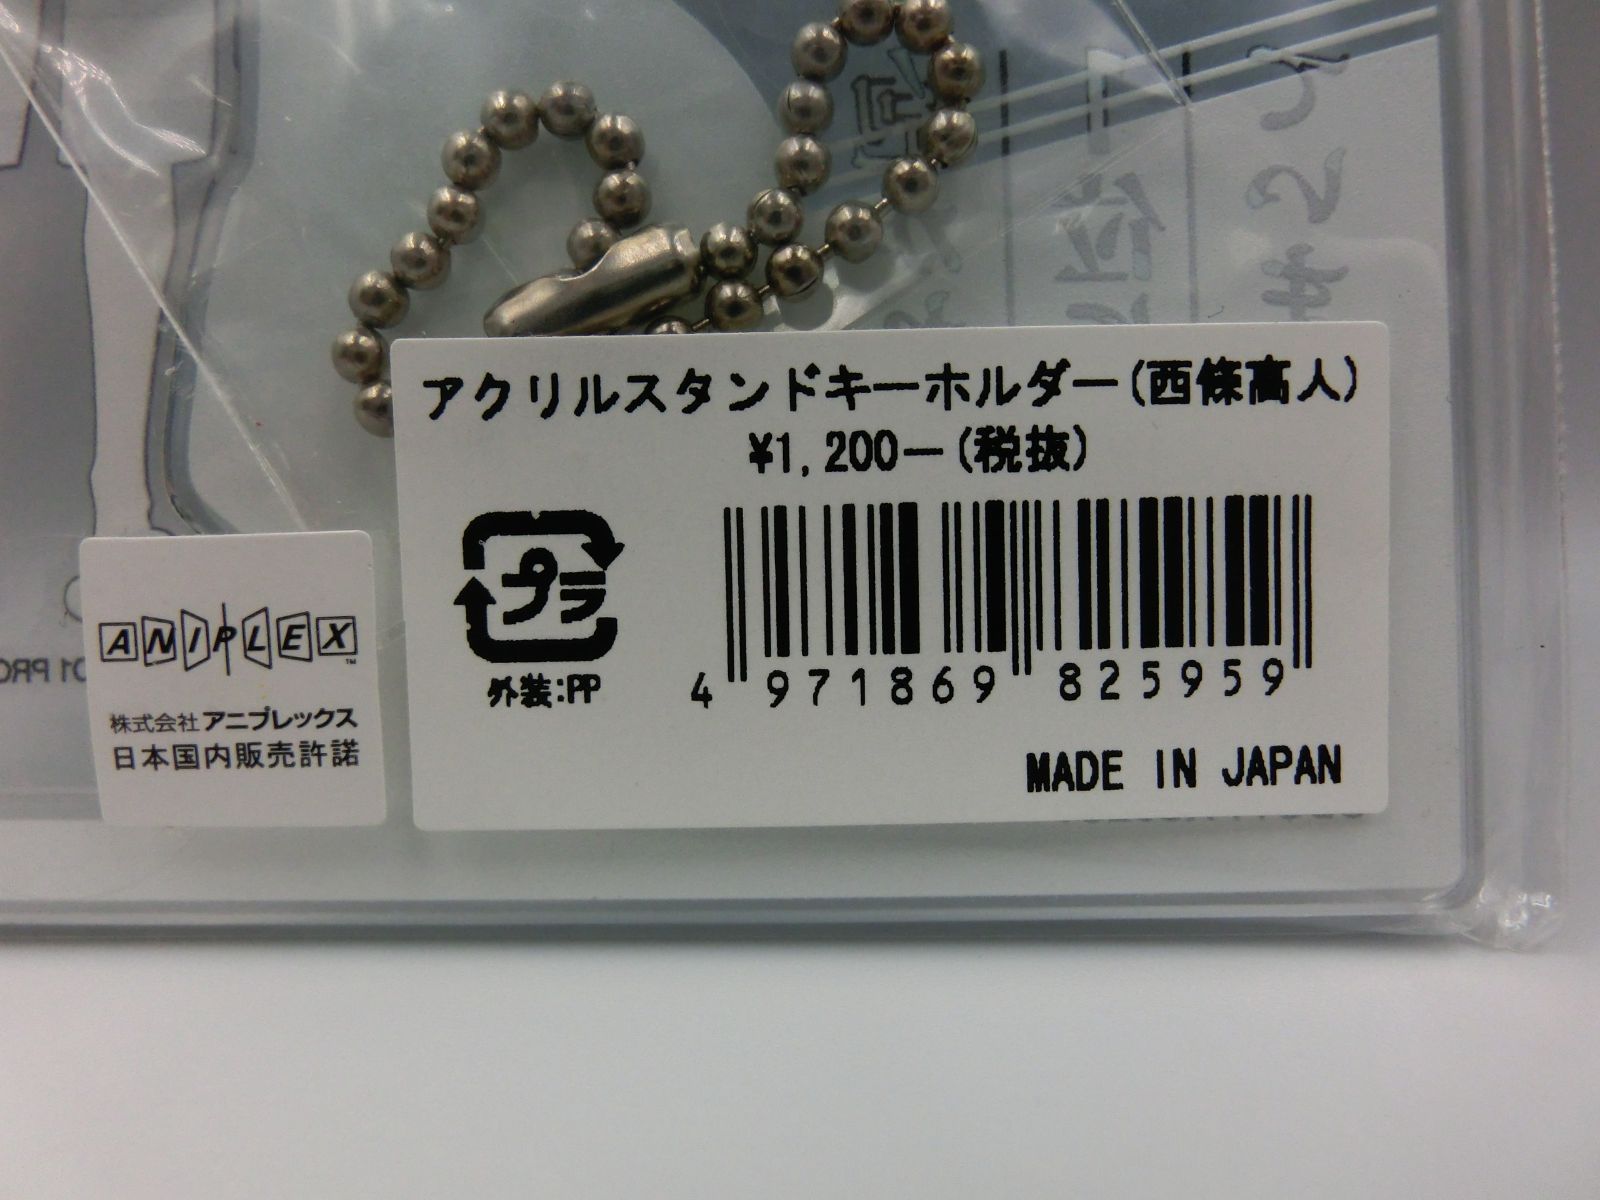 アクリルスタンドキーホルダー(西條高人)
¥1,200-(税抜)
プラ
外装:PP
4 971869 825959
MADE IN JAPAN
ANIPLEX™
株式会社アニプレックス
日本国内販売許諾